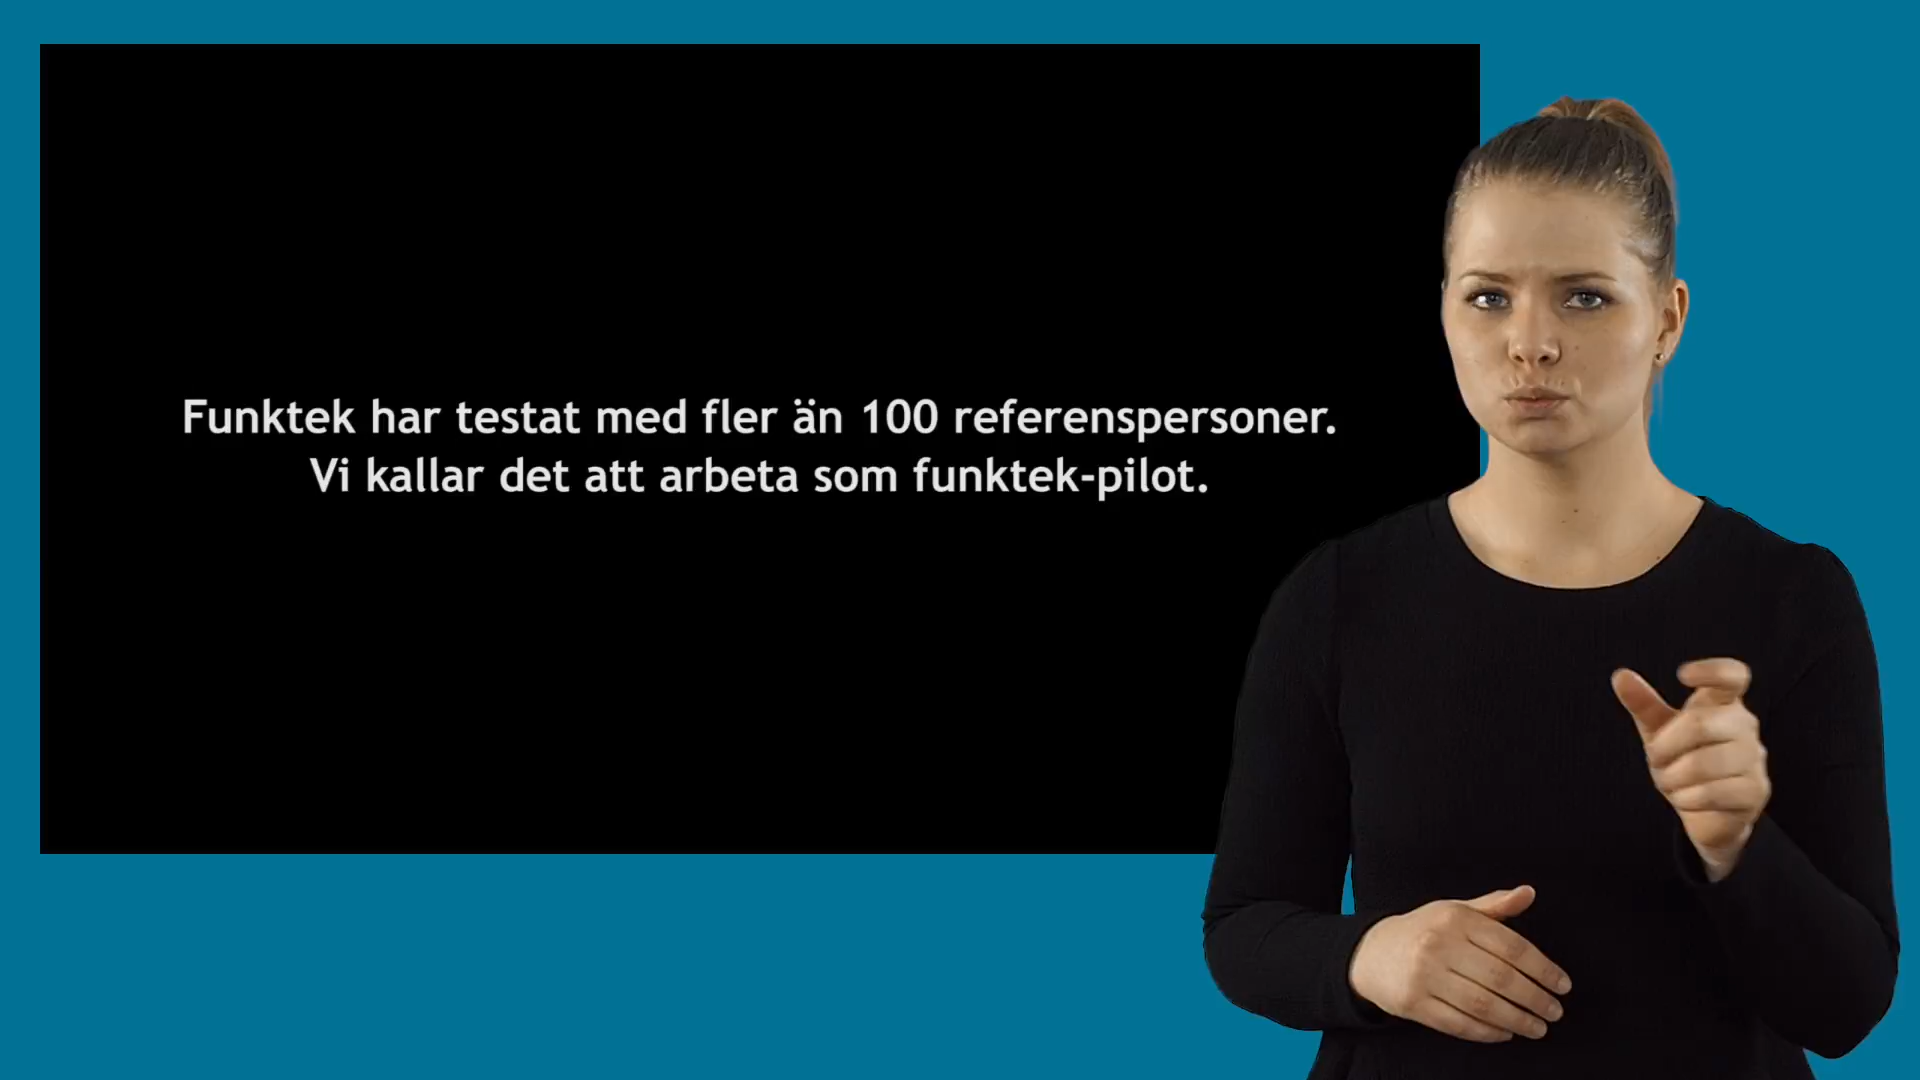 Funktek har testat med fler än 100 referenspersoner.
Vi kallar det att arbeta som funktek-pilot.